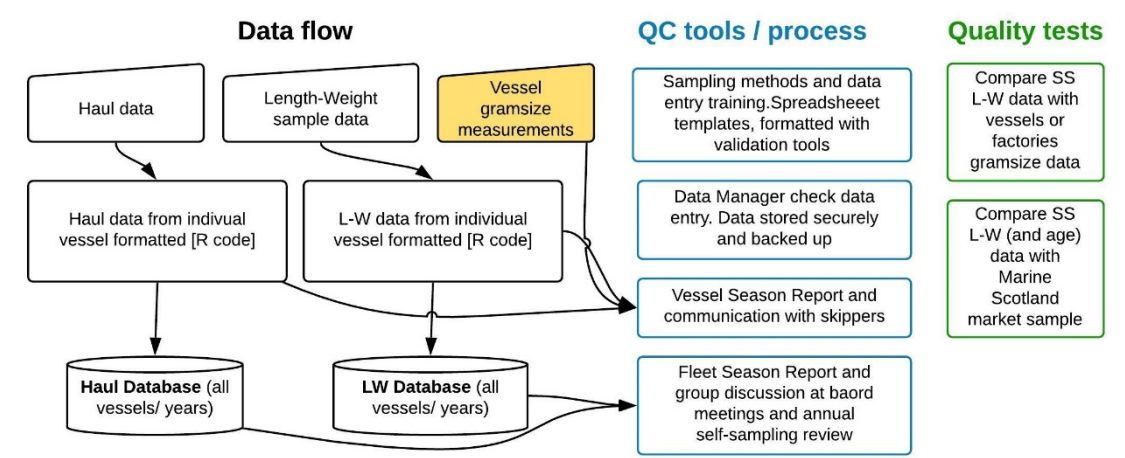 Data flow
QC tools / process
Quality tests
Haul data
Length-Weight
sample data
Vessel
gramsize
measurements
Haul data from indivual
vessel formatted [R code]
L-W data from individual
vessel formatted [R code]
Haul Database (all
vessels/ years)
LW Database (all
vessels/ years)
Sampling methods and data
entry training.Spreadsheeet
templates, formatted with
validation tools
Data Manager check data
entry. Data stored securely
and backed up
Vessel Season Report and
communication with skippers
Fleet Season Report and
group discussion at baord
meetings and annual
self-sampling review
Compare SS
L-W data with
vessels or
factories
gramsize data
Compare SS
L-W (and age)
data with
Marine
Scotland
market sample